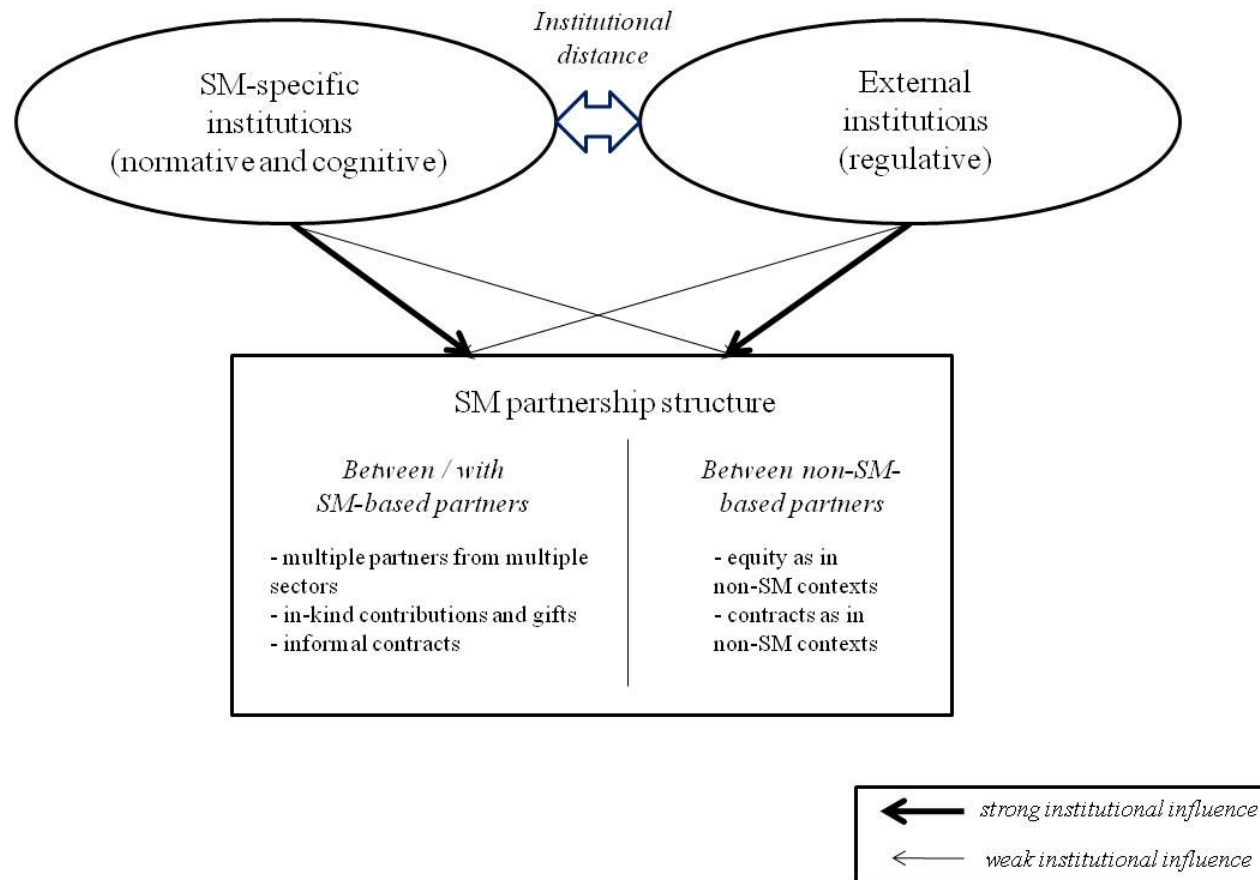 Institutional
distance
SM-specific
institutions
(normative and cognitive)
External
institutions
(regulative)
SM partnership structure
Between / with
SM-based partners
- multiple partners from multiple
sectors
- in-kind contributions and gifts
- informal contracts
Between non-SM-
based partners
- equity as in
non-SM contexts
- contracts as in
non-SM contexts
strong institutional influence
weak institutional influence